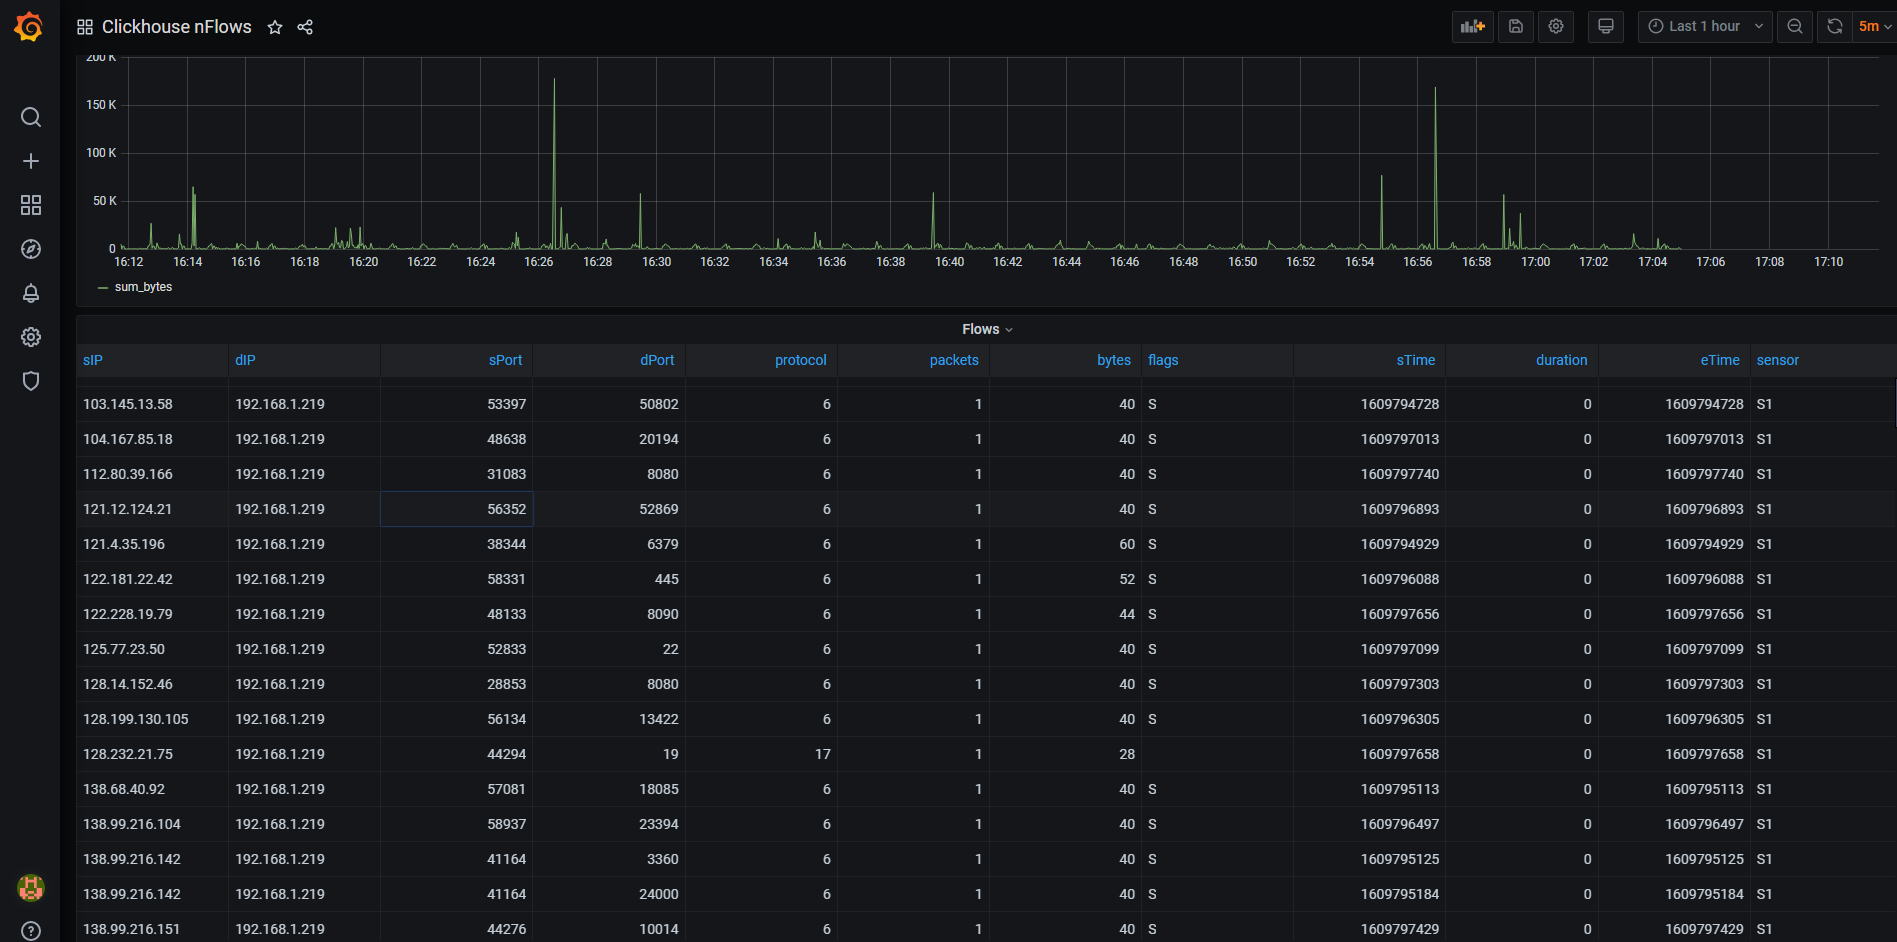 Clickhouse nFlows
Last 1 hour
5m
200 K
150 K
100 K
50 K
0
16:12 16:14 16:16 16:18 16:20 16:22 16:24 16:26 16:28 16:30 16:32 16:34 16:36 16:38 16:40 16:42 16:44 16:46 16:48 16:50 16:52 16:54 16:56 16:58 17:00 17:02 17:04 17:06 17:08 17:10
sum_bytes
Flows
sIP dIP sPort dPort protocol packets bytes flags sTime duration eTime sensor
103.145.13.58 192.168.1.219 53397 50802 6 1 40 S 1609794728 0 1609794728 S1
104.167.85.18 192.168.1.219 48638 20194 6 1 40 S 1609797013 0 1609797013 S1
112.80.39.166 192.168.1.219 31083 8080 6 1 40 S 1609797740 0 1609797740 S1
121.12.124.21 192.168.1.219 56352 52869 6 1 40 S 1609796893 0 1609796893 S1
121.4.35.196 192.168.1.219 38344 6379 6 1 60 S 1609794929 0 1609794929 S1
122.181.22.42 192.168.1.219 58331 445 6 1 52 S 1609796088 0 1609796088 S1
122.228.19.79 192.168.1.219 48133 8090 6 1 44 S 1609797656 0 1609797656 S1
125.77.23.50 192.168.1.219 52833 22 6 1 40 S 1609797099 0 1609797099 S1
128.14.152.46 192.168.1.219 28853 8080 6 1 40 S 1609797303 0 1609797303 S1
128.199.130.105 192.168.1.219 56134 13422 6 1 40 S 1609796305 0 1609796305 S1
128.232.21.75 192.168.1.219 44294 19 17 1 28 1609797658 0 1609797658 S1
138.68.40.92 192.168.1.219 57081 18085 6 1 40 S 1609795113 0 1609795113 S1
138.99.216.104 192.168.1.219 58937 23394 6 1 40 S 1609796497 0 1609796497 S1
138.99.216.142 192.168.1.219 41164 3360 6 1 40 S 1609795125 0 1609795125 S1
138.99.216.142 192.168.1.219 41164 24000 6 1 40 S 1609795184 0 1609795184 S1
138.99.216.151 192.168.1.219 44276 10014 6 1 40 S 1609797429 0 1609797429 S1